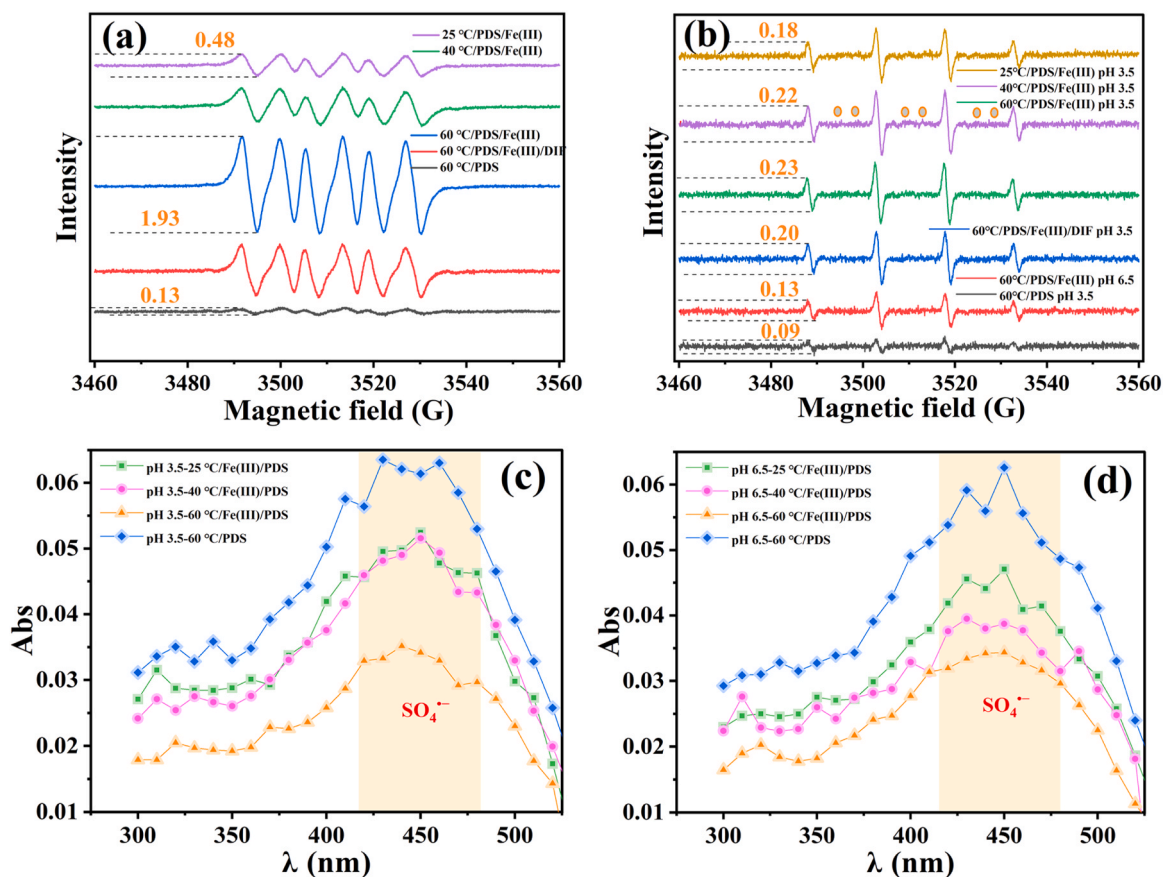 (a)
0.48
25 °C/PDS/Fe(III)
40 °C/PDS/Fe(III)
60 °C/PDS/Fe(III)
60 °C/PDS/Fe(III)/DIF
60 °C/PDS
1.93
0.13
Intensity
3460 3480 3500 3520 3540 3560
Magnetic field (G)
(b)
0.18
25°C/PDS/Fe(III) pH 3.5
40°C/PDS/Fe(III) pH 3.5
60°C/PDS/Fe(III) pH 3.5
0.22
0.23
0.20
60°C/PDS/Fe(III)/DIF pH 3.5
60°C/PDS/Fe(III) pH 6.5
60°C/PDS pH 3.5
0.13
0.09
Intensity
3460 3480 3500 3520 3540 3560
Magnetic field (G)
(c)
pH 3.5-25 °C/Fe(III)/PDS
pH 3.5-40 °C/Fe(III)/PDS
pH 3.5-60 °C/Fe(III)/PDS
pH 3.5-60 °C/PDS
0.06
0.05
0.04
0.03
0.02
0.01
Abs
SO₄•−
300 350 400 450 500
λ (nm)
(d)
pH 6.5-25 °C/Fe(III)/PDS
pH 6.5-40 °C/Fe(III)/PDS
pH 6.5-60 °C/Fe(III)/PDS
pH 6.5-60 °C/PDS
0.06
0.05
0.04
0.03
0.02
0.01
Abs
SO₄•−
300 350 400 450 500
λ (nm)